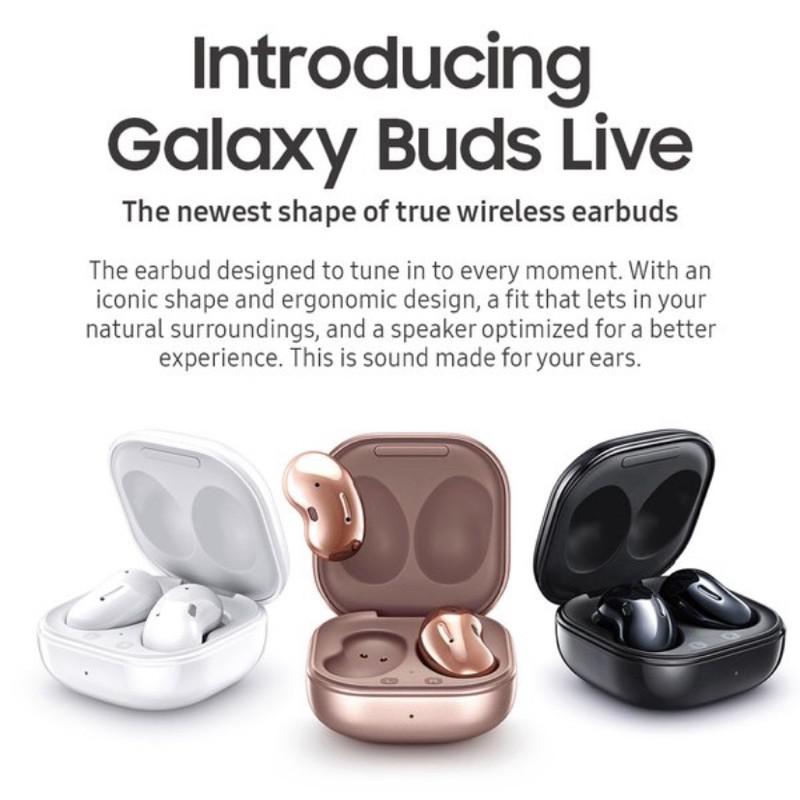 Introducing
Galaxy Buds Live
The newest shape of true wireless earbuds
The earbud designed to tune in to every moment. With an
iconic shape and ergonomic design, a fit that lets in your
natural surroundings, and a speaker optimized for a better
experience. This is sound made for your ears.